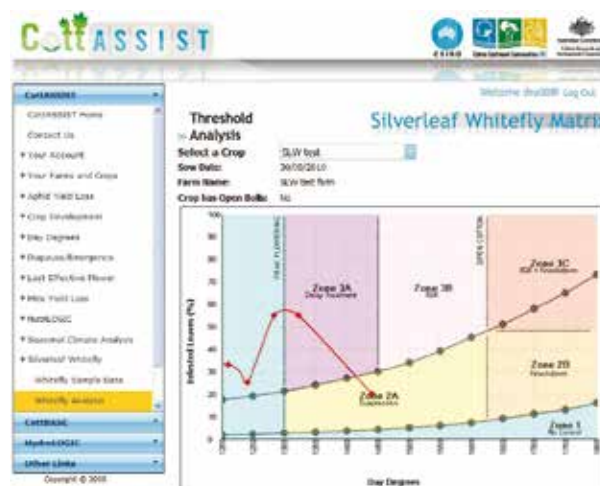 CottASSIST
CSIRO
Welcome
Log Out
CottASSIST
CottASSIST Home
Contact Us
Your Account
Your Farms and Crops
Aphid Yield Loss
Crop Development
Day Degrees
Diapause/Emergence
Last Effective Flower
Mite Yield Loss
NutriLOGIC
Seasonal Climate Analysis
Silverleaf Whitefly
Whitefly Sample Data
Whitefly Analysis
CottBASE
HydroLOGIC
Other Links
Silverleaf Whitefly Matrix
Threshold
Analysis
Select a Crop SLW test
Sow Date:
Farm Name: SLW test farm
Crop has Open Bolls: No
Infested Leaves (%)
100
90
80
70
60
50
40
30
20
10
0
PEAK FLOWERING
OPEN COTTON
Zone 3A
Delay Treatment
Zone 3B
IGR
Zone 3C
Zone 2A
Suppression
Zone 2B
Knockdown
Zone 1
No Control
Day Degrees